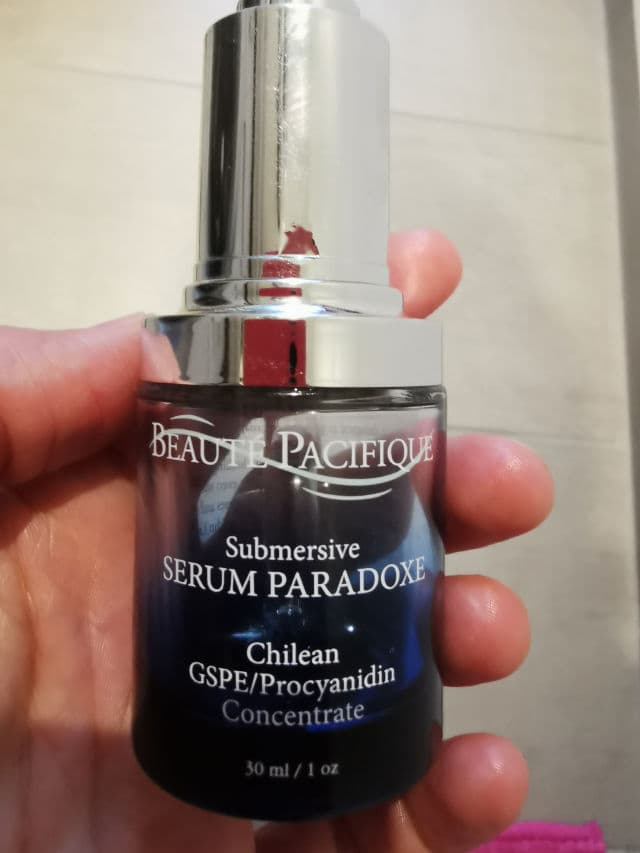 BEAUTÉ PACIFIQUE
Submersive
SERUM PARADOXE
Chilean
GSPE/Procyanidin
Concentrate
30 ml / 1 oz